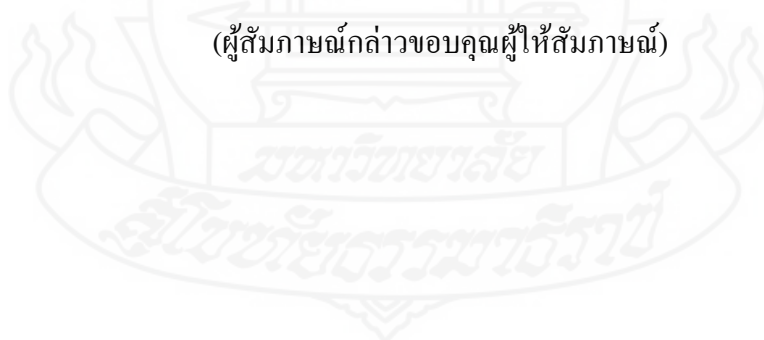 (ผู้สัมภาษณ์กล่าวขอบคุณผู้ให้สัมภาษณ์)
มหาวิทยาลัย
สุโขทัยธรรมาธิราช